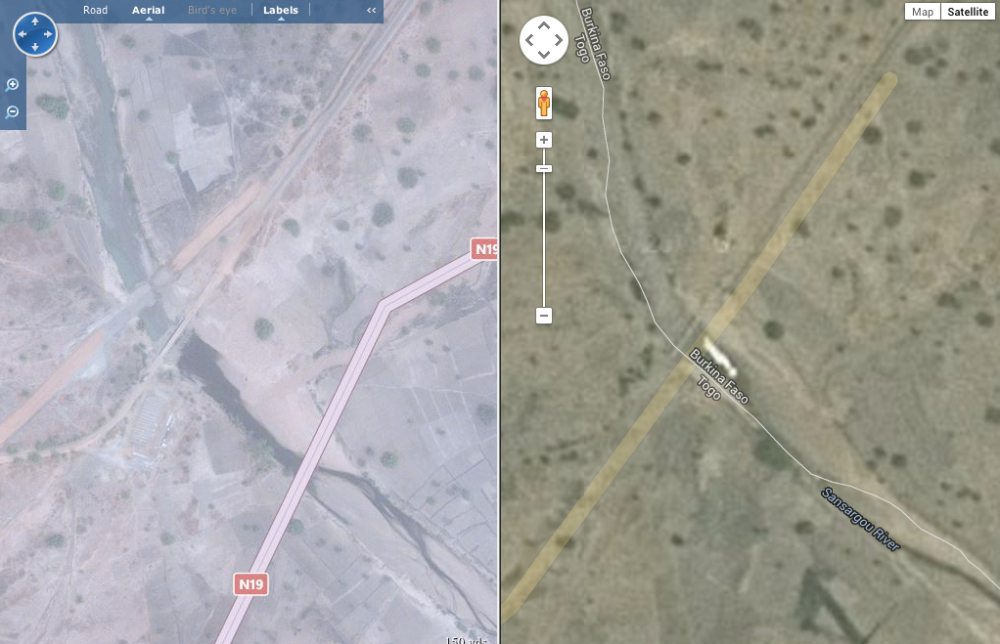 Road Aerial Bird's eye Labels <<
Map Satellite
Burkina Faso
Togo
N19
Burkina Faso
Togo
Sansargou River
N19
150 yds